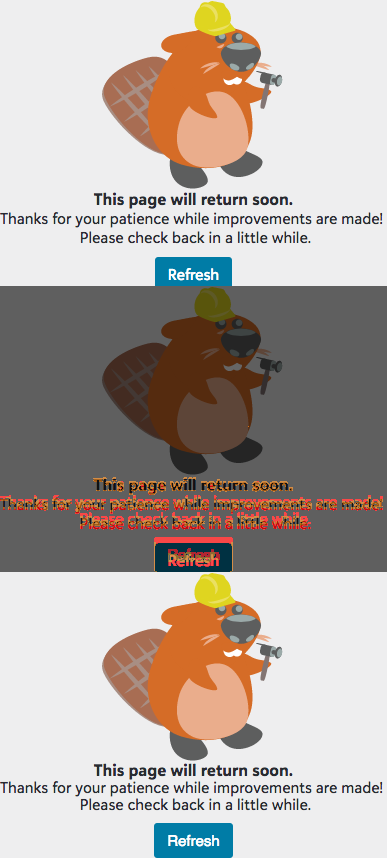 This page will return soon.
Thanks for your patience while improvements are made!
Please check back in a little while.
Refresh
This page will return soon.
Thanks for your patience while improvements are made!
Please check back in a little while.
Refresh
This page will return soon.
Thanks for your patience while improvements are made!
Please check back in a little while.
Refresh